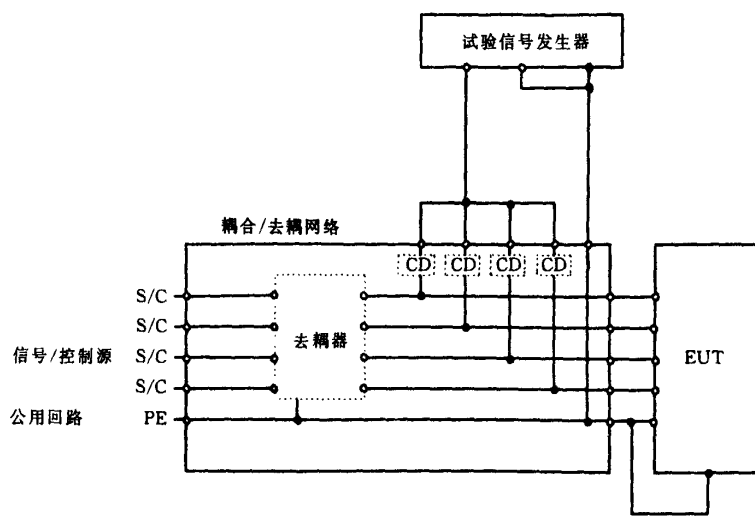 试验信号发生器
耦合/去耦网络
CD CD CD CD
S/C
S/C
去耦器
信号/控制源 S/C
EUT
S/C
公用回路 PE